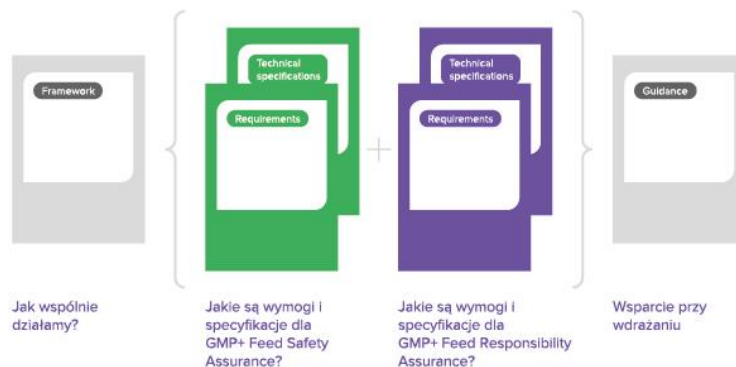 Framework
Technical
specifications
Requirements
+
Technical
specifications
Requirements
Guidance
Jak wspólnie
działamy?
Jakie są wymogi i
specyfikacje dla
GMP+ Feed Safety
Assurance?
Jakie są wymogi i
specyfikacje dla
GMP+ Feed Responsibility
Assurance?
Wsparcie przy
wdrażaniu